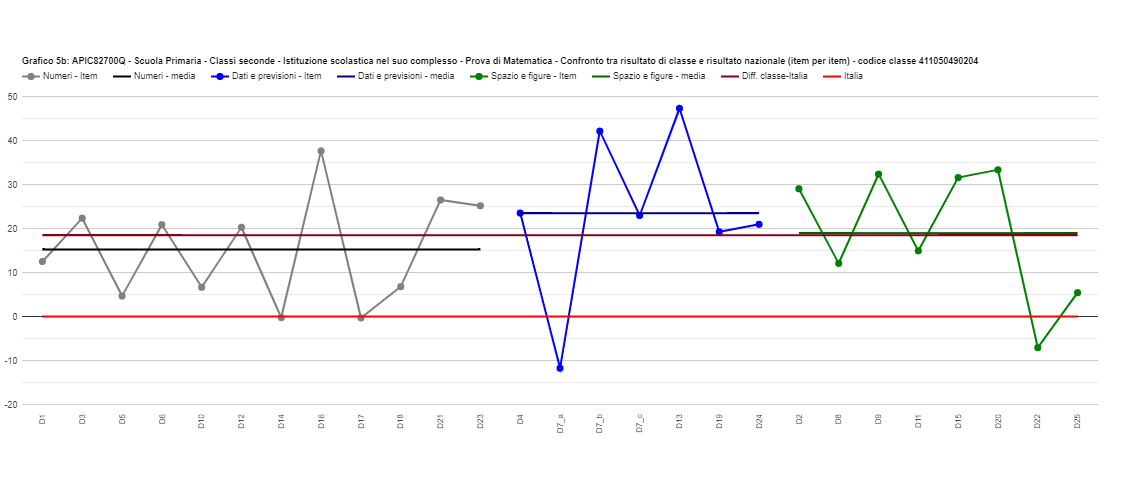 Grafico 5b: APIC82700Q - Scuola Primaria - Classi seconde - Istituzione scolastica nel suo complesso - Prova di Matematica - Confronto tra risultato di classe e risultato nazionale (item per item) - codice classe 411050490204
Numeri - Item Numeri - media Dati e previsioni - Item Dati e previsioni - media Spazio e figure - Item Spazio e figure - media Diff. classe-Italia Italia
50
40
30
20
10
0
-10
-20
D1 D3 D5 D6 D10 D12 D14 D16 D17 D18 D21 D23 D4 D7_a D7_b D7_c D13 D19 D24 D2 D8 D9 D11 D15 D20 D22 D25